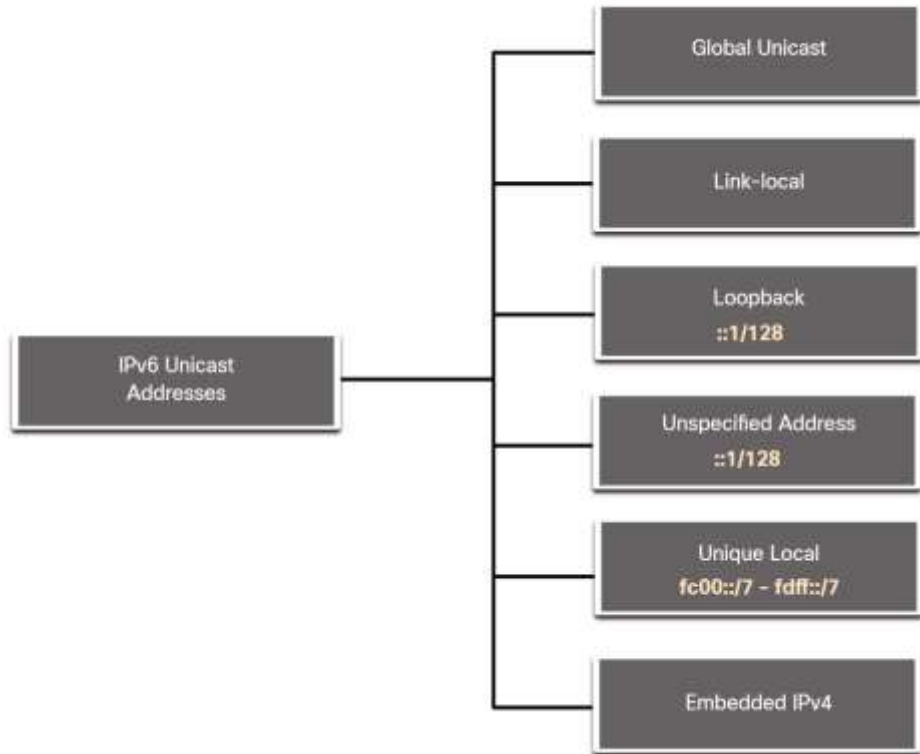 Global Unicast
Link-local
Loopback
::1/128
IPv6 Unicast
Addresses
Unspecified Address
::1/128
Unique Local
fc00::/7 - fdff::/7
Embedded IPv4